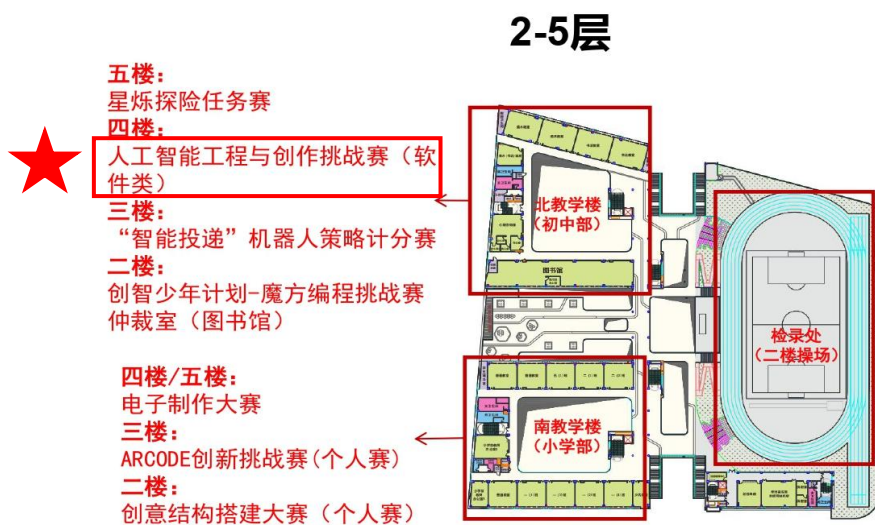 2-5层
五楼：
星烁探险任务赛
四楼：
人工智能工程与创作挑战赛（软
件类）
三楼：
“智能投递”机器人策略计分赛
二楼：
创智少年计划-魔方编程挑战赛
仲裁室（图书馆）
北教学楼
（初中部）
图书馆
检录处
（二楼操场）
四楼/五楼：
电子制作大赛
三楼：
ARCODE创新挑战赛（个人赛）
二楼：
创意结构搭建大赛（个人赛）
南教学楼
（小学部）